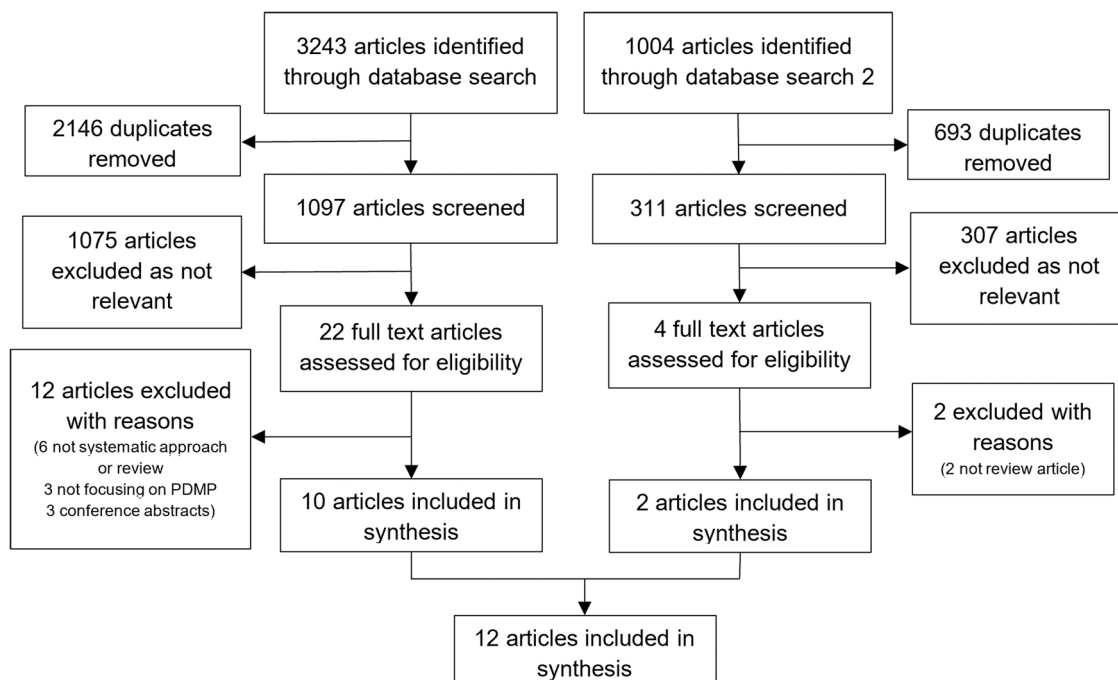 3243 articles identified
through database search
1004 articles identified
through database search 2
2146 duplicates
removed
693 duplicates
removed
1097 articles screened
311 articles screened
1075 articles
excluded as not
relevant
307 articles
excluded as not
relevant
22 full text articles
assessed for eligibility
4 full text articles
assessed for eligibility
12 articles excluded
with reasons
(6 not systematic approach
or review
3 not focusing on PDMP
3 conference abstracts)
2 excluded with
reasons
(2 not review article)
10 articles included in
synthesis
2 articles included in
synthesis
12 articles included in
synthesis